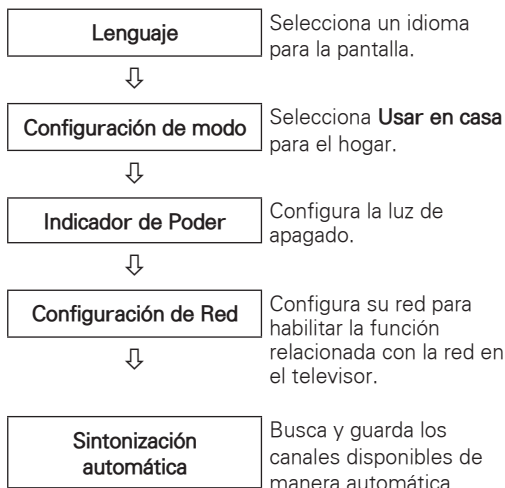 Lenguaje
Selecciona un idioma
para la pantalla.
Configuración de modo
Selecciona Usar en casa
para el hogar.
Indicador de Poder
Configura la luz de
apagado.
Configuración de Red
Configura su red para
habilitar la función
relacionada con la red en
el televisor.
Sintonización
automática
Busca y guarda los
canales disponibles de
manera automática